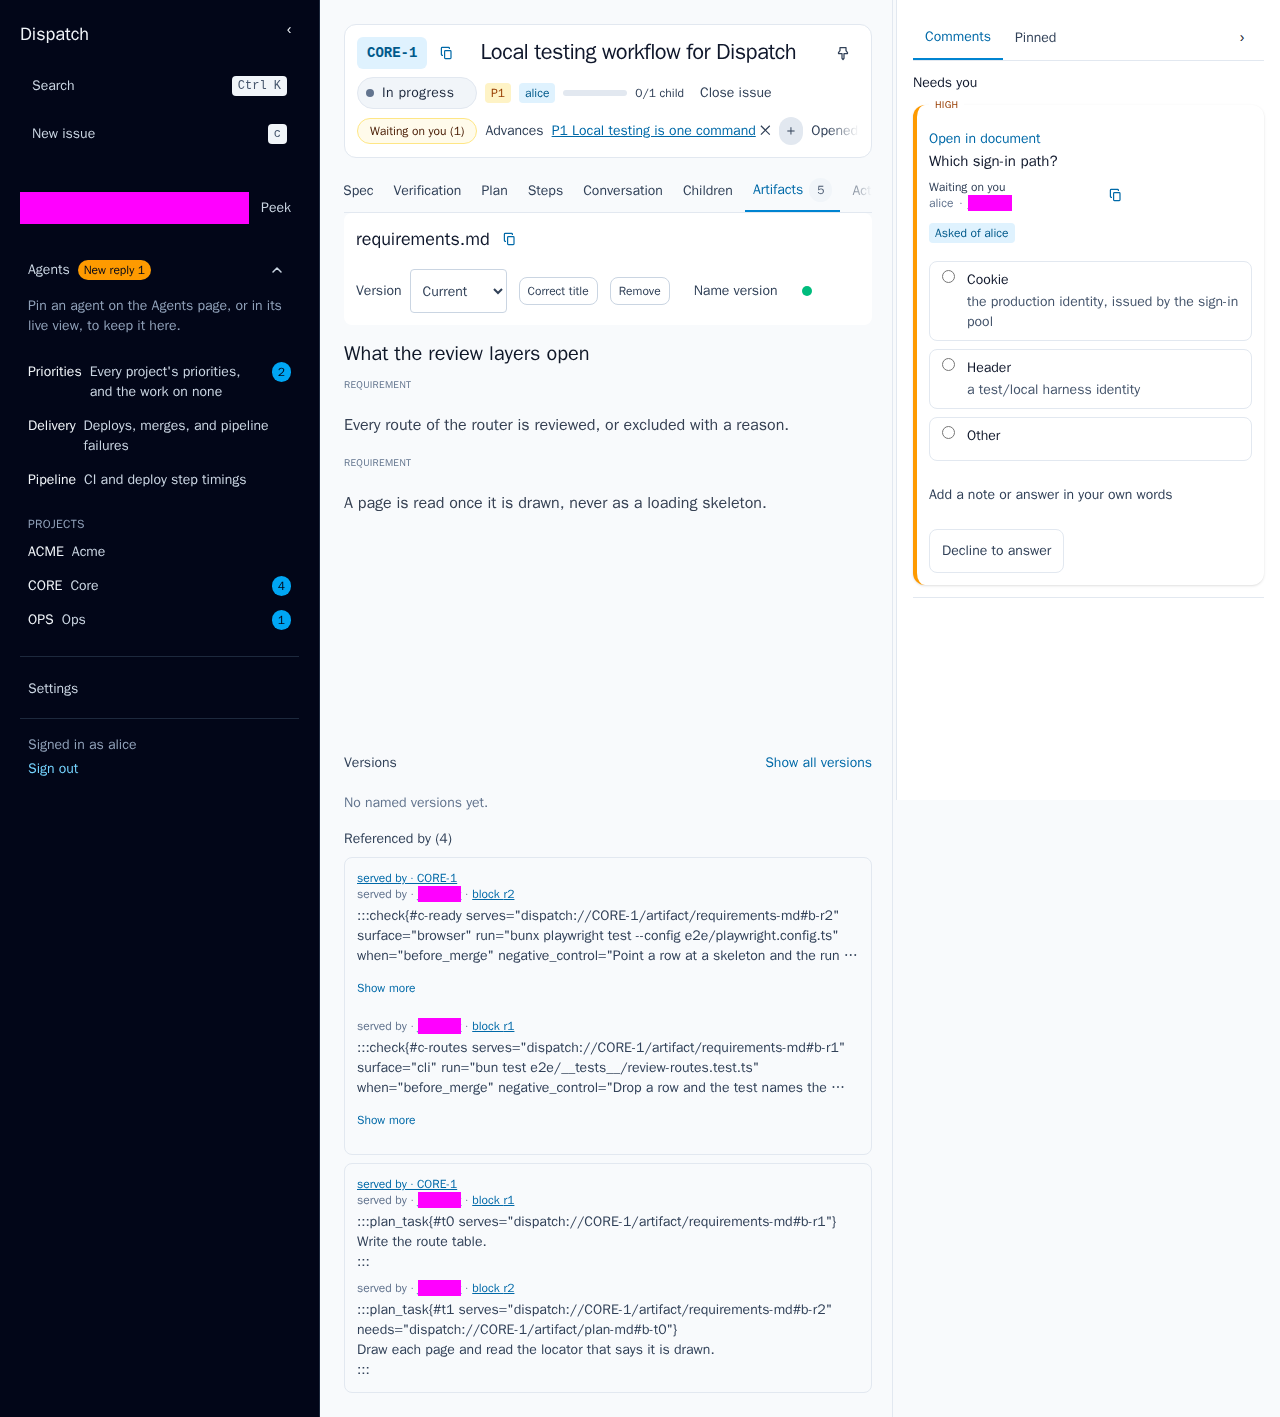 Dispatch
Search
Ctrl K
New issue
C
Peek
Agents
New reply 1
Pin an agent on the Agents page, or in its
live view, to keep it here.
Priorities
Every project's priorities,
and the work on none
2
Delivery
Deploys, merges, and pipeline
failures
Pipeline
CI and deploy step timings
PROJECTS
ACME Acme
CORE Core
4
OPS Ops
1
Settings
Signed in as alice
Sign out
CORE-1
Local testing workflow for Dispatch
In progress
P1
alice
0/1 child
Close issue
Waiting on you (1)
Advances
P1 Local testing is one command
+
Opened
Spec
Verification
Plan
Steps
Conversation
Children
Artifacts
5
Act
requirements.md
Version
Current
Correct title
Remove
Name version
What the review layers open
REQUIREMENT
Every route of the router is reviewed, or excluded with a reason.
REQUIREMENT
A page is read once it is drawn, never as a loading skeleton.
Versions
Show all versions
No named versions yet.
Referenced by (4)
served by · CORE-1
served by ·
· block r2
:::check{#c-ready serves="dispatch://CORE-1/artifact/requirements-md#b-r2"
surface="browser" run="bunx playwright test --config e2e/playwright.config.ts"
when="before_merge" negative_control="Point a row at a skeleton and the run ...
Show more
served by ·
· block r1
:::check{#c-routes serves="dispatch://CORE-1/artifact/requirements-md#b-r1"
surface="cli" run="bun test e2e/__tests__/review-routes.test.ts"
when="before_merge" negative_control="Drop a row and the test names the ...
Show more
served by · CORE-1
served by ·
· block r1
:::plan_task{#t0 serves="dispatch://CORE-1/artifact/requirements-md#b-r1"}
Write the route table.
:::
served by ·
· block r2
:::plan_task{#t1 serves="dispatch://CORE-1/artifact/requirements-md#b-r2"
needs="dispatch://CORE-1/artifact/plan-md#b-t0"}
Draw each page and read the locator that says it is drawn.
:::
Comments
Pinned
Needs you
HIGH
Open in document
Which sign-in path?
Waiting on you
alice ·
Asked of alice
Cookie
the production identity, issued by the sign-in
pool
Header
a test/local harness identity
Other
Add a note or answer in your own words
Decline to answer